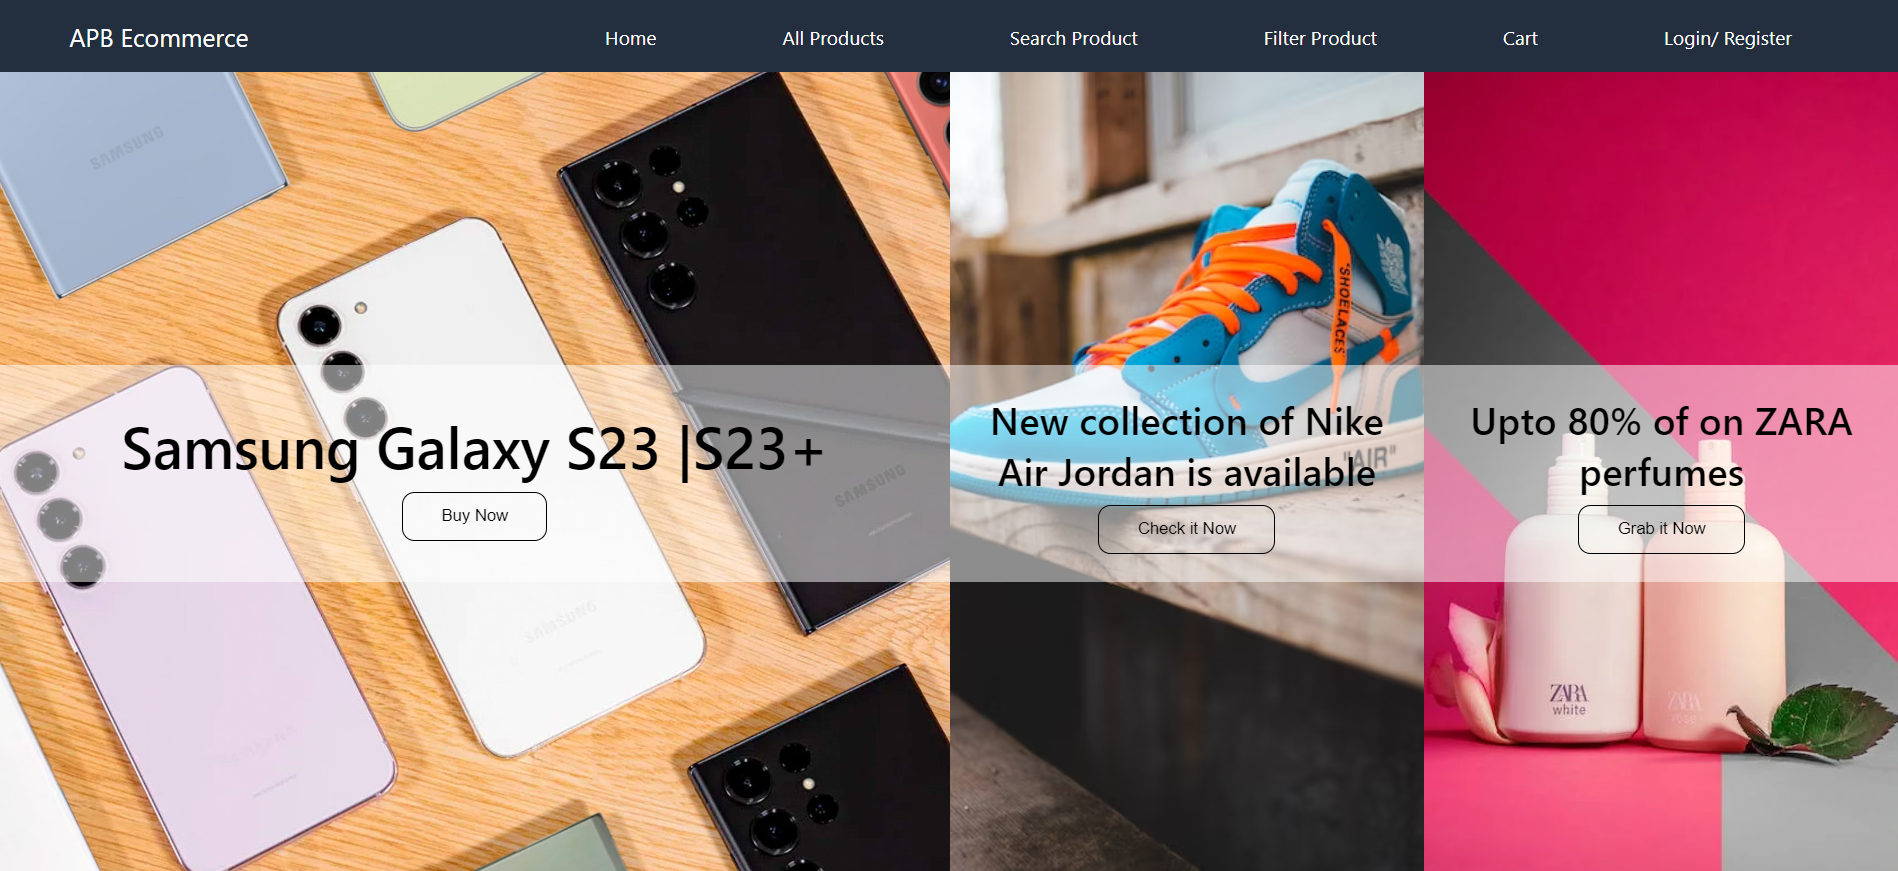 APB Ecommerce
Home
All Products
Search Product
Filter Product
Cart
Login/ Register
SAMSUNG
Samsung Galaxy S23 |S23+
Buy Now
SAMSUNG
SAMSUNG
"SHOELACES
New collection of Nike
Air Jordan is available
"AIR"
Check it Now
Upto 80% of on ZARA
perfumes
Grab it Now
ZARA
white
ZARA
rose